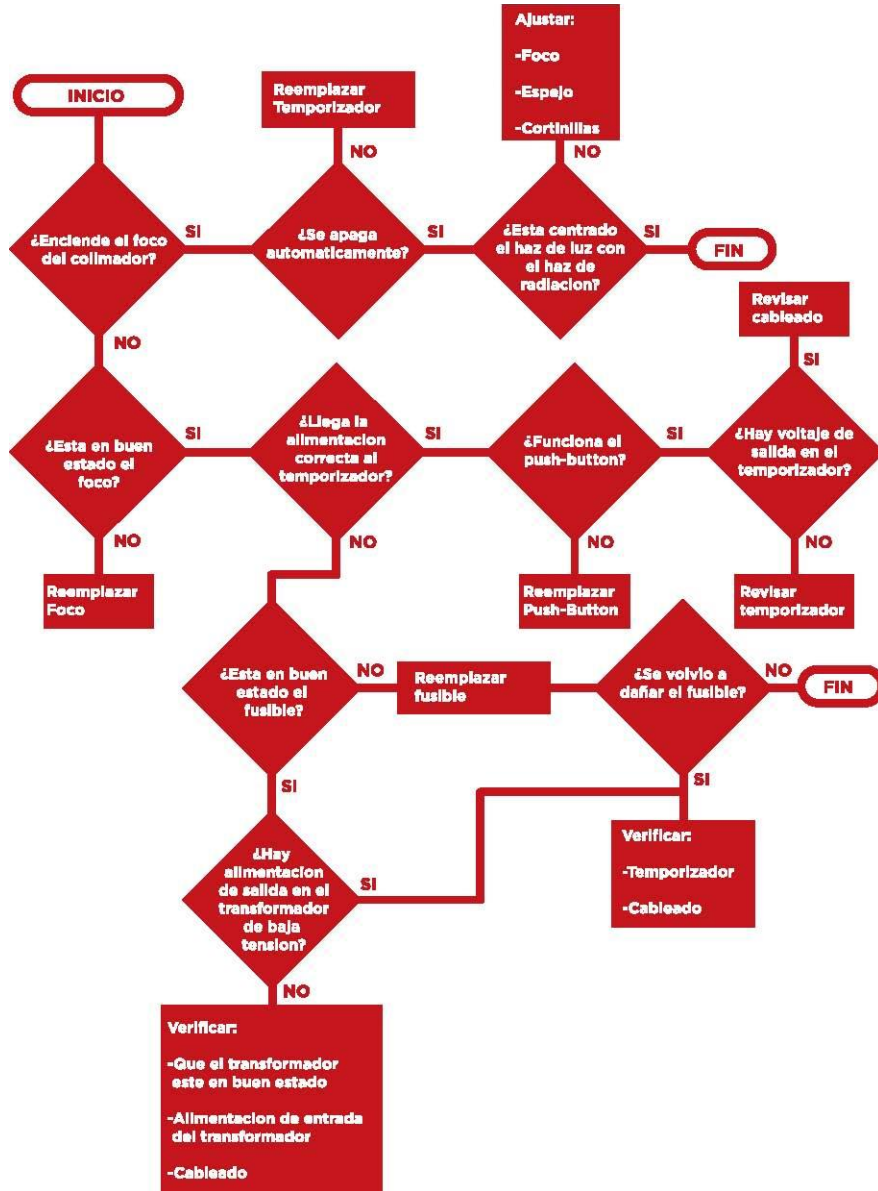 INICIO
¿Enciende el foco
del colimador?
SI
NO
Reemplazar
Temporizador
NO
¿Se apaga
automaticamente?
SI
Ajustar:
-Foco
-Espejo
-Cortinillas
NO
¿Esta centrado
el haz de luz con
el haz de
radiacion?
SI
FIN
¿Esta en buen
estado el
foco?
SI
NO
Reemplazar
Foco
¿Llega la
alimentacion
correcta al
temporizador?
SI
NO
¿Funciona el
push-button?
SI
NO
Reemplazar
Push-Button
Revisar
cableado
SI
¿Hay voltaje de
salida en el
temporizador?
NO
Revisar
temporizador
¿Esta en buen
estado el
fusible?
NO
SI
Reemplazar
fusible
¿Se volvio a
dañar el fusible?
NO
FIN
SI
Verificar:
-Temporizador
-Cableado
¿Hay
alimentacion
de salida en el
transformador
de baja
tension?
SI
NO
Verificar:
-Que el transformador
este en buen estado
-Alimentacion de entrada
del transformador
-Cableado